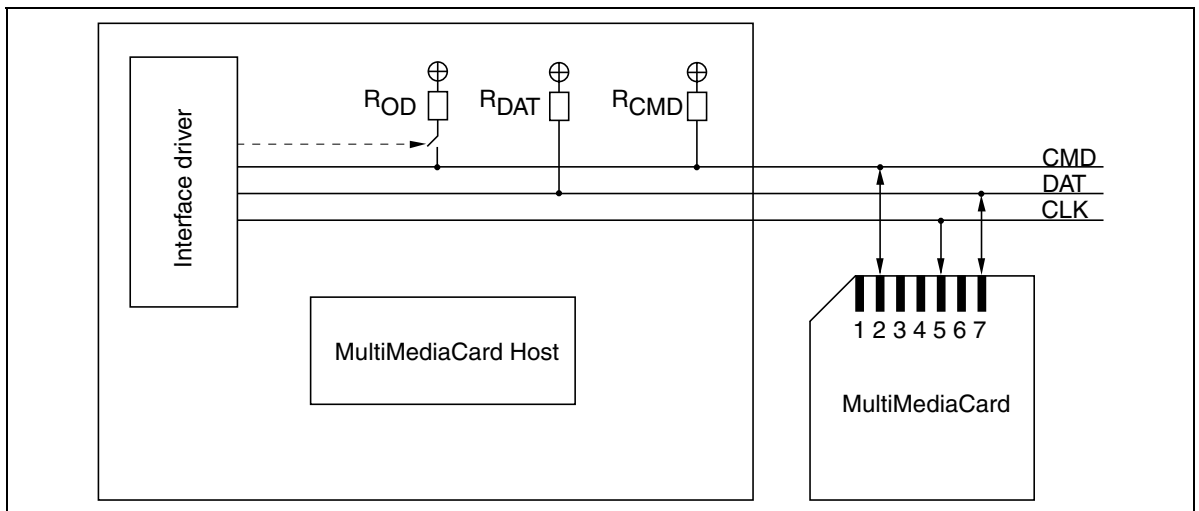 Interface driver
ROD
RDAT
RCMD
CMD
DAT
CLK
MultiMediaCard Host
1 2 3 4 5 6 7
MultiMediaCard